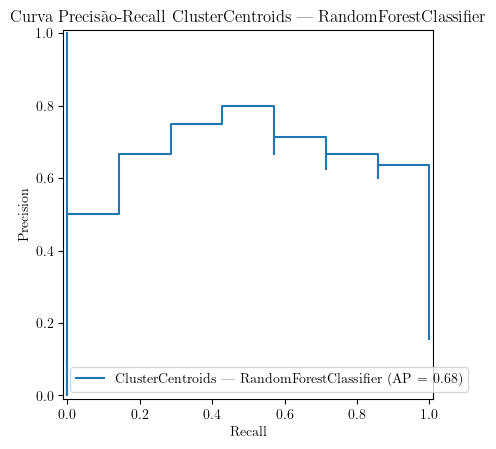 Curva Precisão-Recall ClusterCentroids — RandomForestClassifier
1.0
0.8
0.6
0.4
0.2
0.0
Precision
ClusterCentroids — RandomForestClassifier (AP = 0.68)
0.0 0.2 0.4 0.6 0.8 1.0
Recall